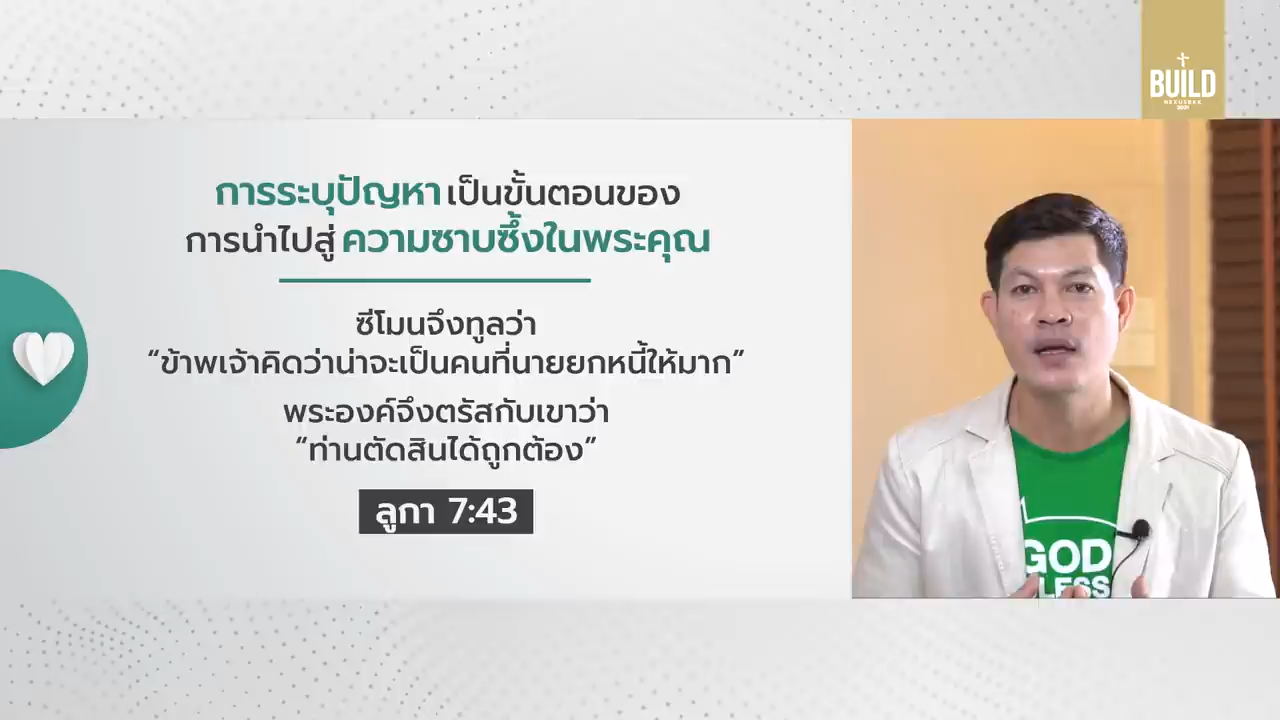 BUILD
NEXUSBKK
2021
การระบุปัญหา เป็นขั้นตอนของ
การนำไปสู่ ความซาบซึ้งในพระคุณ
ซีโมนจึงทูลว่า
“ข้าพเจ้าคิดว่าน่าจะเป็นคนที่นายยกหนี้ให้มาก”
พระองค์จึงตรัสกับเขาว่า
“ท่านตัดสินได้ถูกต้อง”
ลูกา 7:43
GOD
LESS